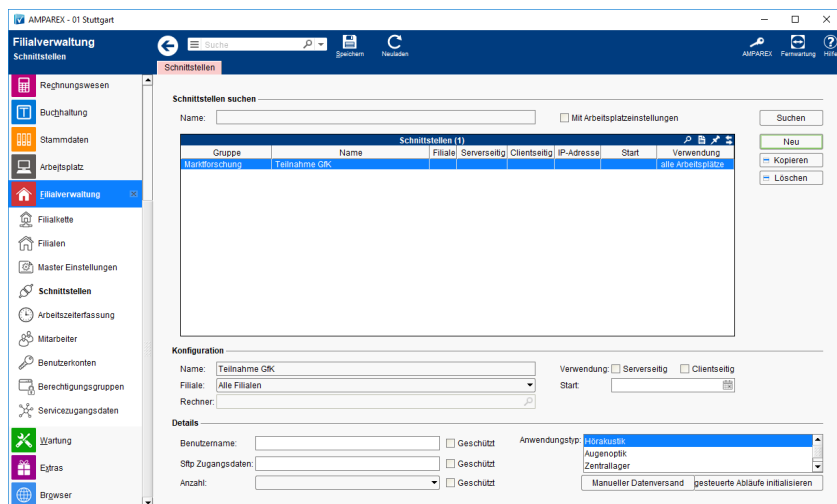 AMPAREX - 01 Stuttgart
Filialverwaltung
Schnittstellen
Suche
Speichern
Neuladen
AMPAREX
Fernwartung
Hilfe
Schnittstellen
Rechnungswesen
Buchhaltung
Stammdaten
Arbeitsplatz
Filialverwaltung
Filialkette
Filialen
Master Einstellungen
Schnittstellen
Arbeitszeiterfassung
Mitarbeiter
Benutzerkonten
Berechtigungsgruppen
Servicezugangsdaten
Wartung
Extras
Browser
Schnittstellen suchen
Name:
Mit Arbeitsplatzeinstellungen
Suchen
Schnittstellen (1)
Neu
Gruppe Name Filiale Serverseitig Clientseitig IP-Adresse Start Verwendung
Marktforschung Teilnahme GfK alle Arbeitsplätze
Kopieren
Löschen
Konfiguration
Name: Teilnahme GfK Verwendung: Serverseitig Clientseitig
Filiale: Alle Filialen Start:
Rechner:
Details
Benutzername: Geschützt Anwendungstyp: Hörakustik
Augenoptik
Sftp Zugangsdaten: Geschützt Zentrallager
Anzahl: Geschützt Manueller Datenversand gesteuerte Abläufe initialisieren